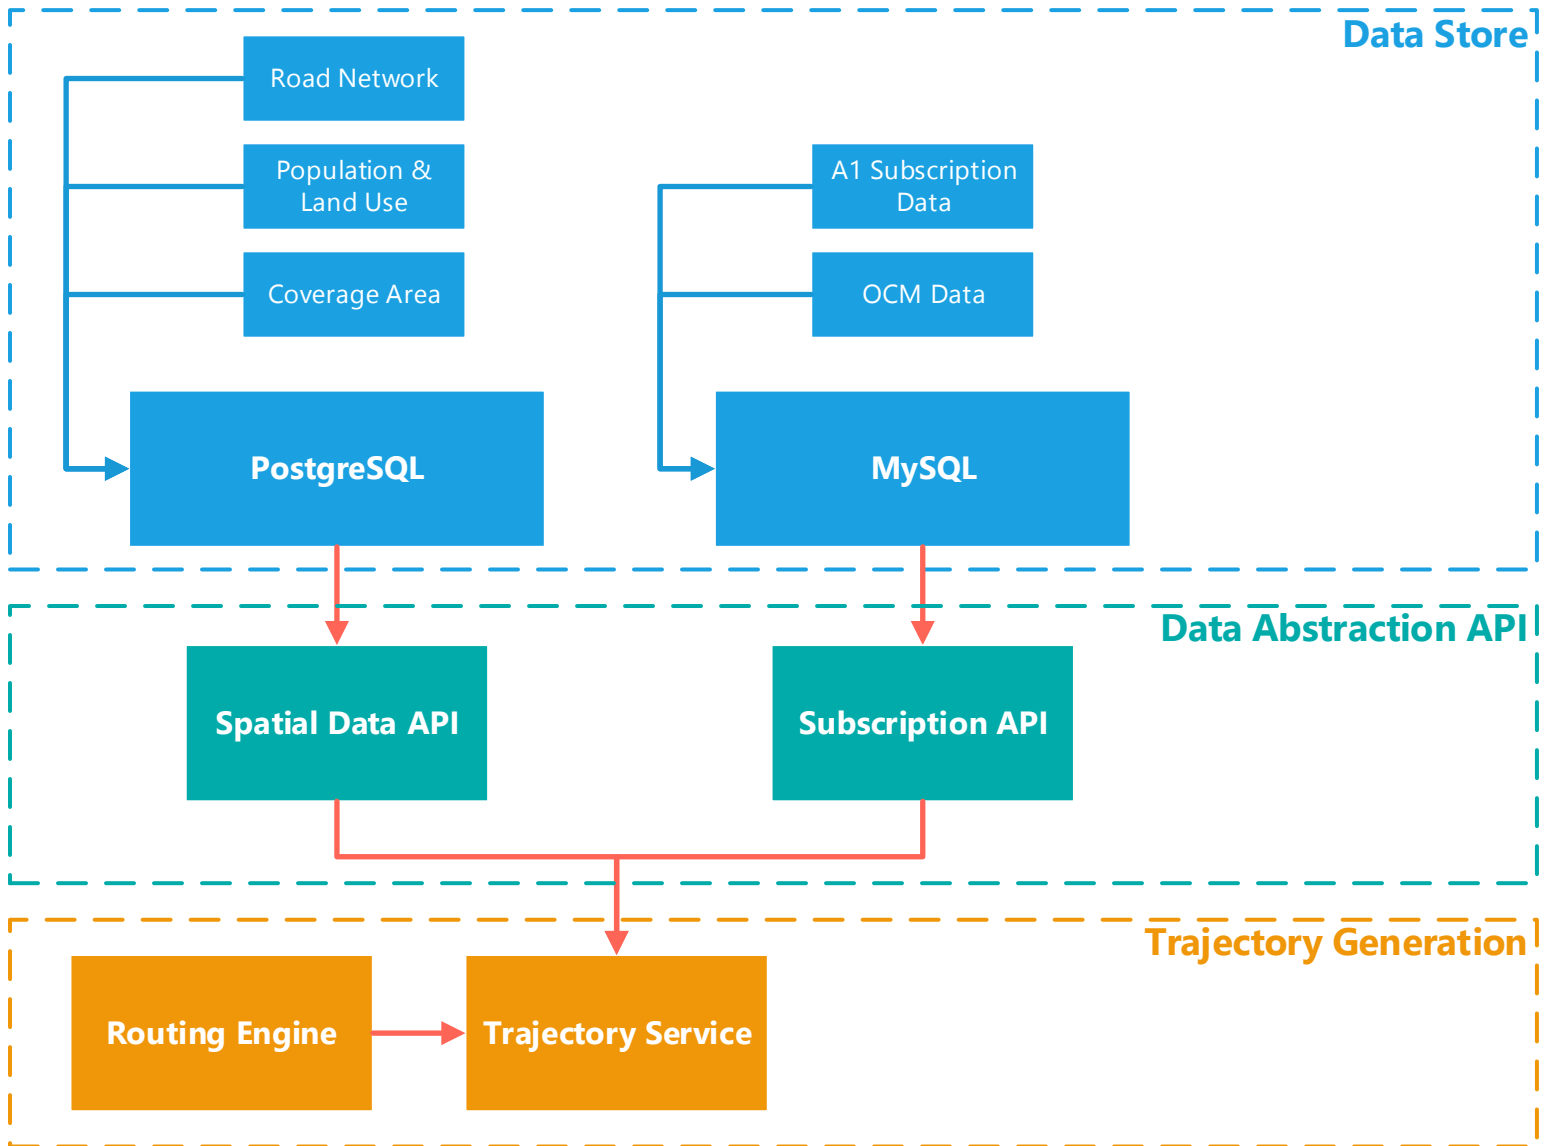 Data Store
Road Network
Population &
Land Use
A1 Subscription
Data
Coverage Area
OCM Data
PostgreSQL
MySQL
Data Abstraction API
Spatial Data API
Subscription API
Trajectory Generation
Routing Engine
Trajectory Service